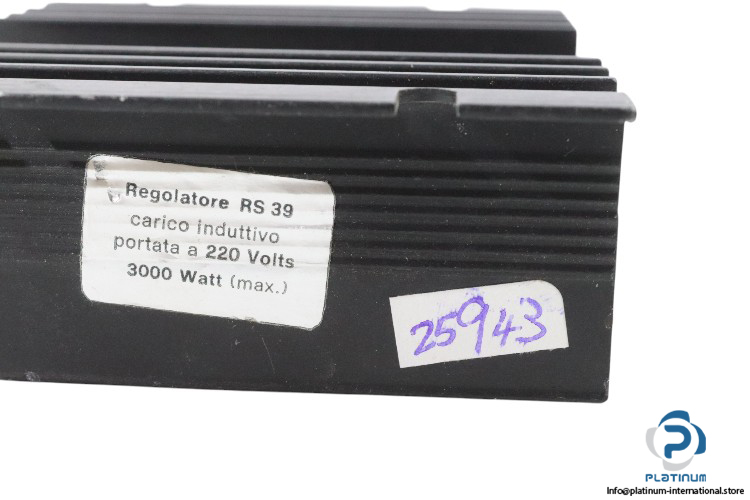 Regolatore RS 39
carico induttivo
portata a 220 Volts
3000 Watt (max.)
25943
PLATINUM
Info@platinum-international.store